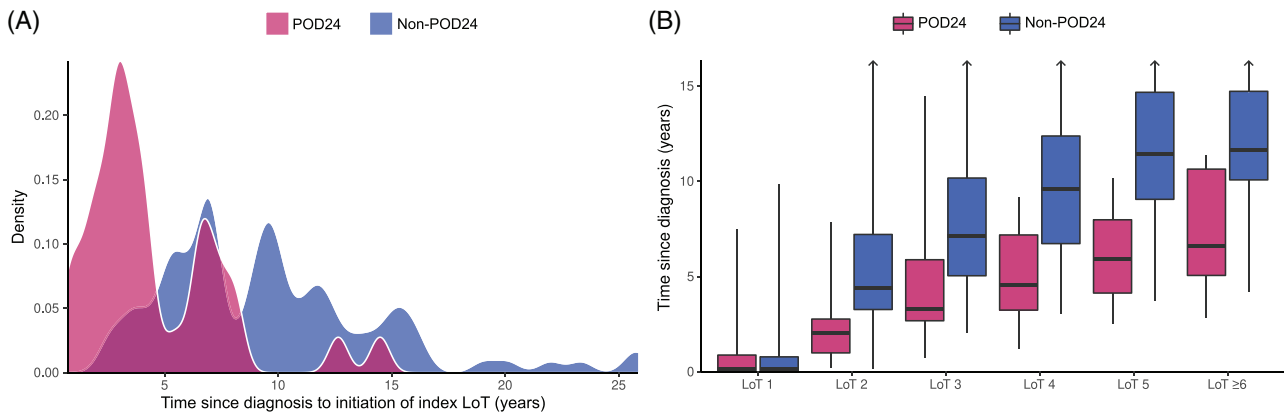 (A)
POD24 Non-POD24
Density
0.20
0.15
0.10
0.05
0.00
5 10 15 20 25
Time since diagnosis to initiation of index LoT (years)
(B)
POD24 Non-POD24
Time since diagnosis (years)
15
10
5
0
LoT 1 LoT 2 LoT 3 LoT 4 LoT 5 LoT ≥6